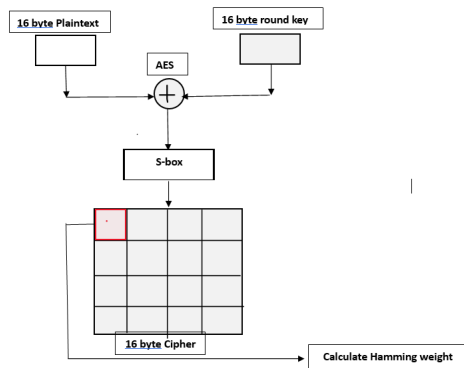 16 byte Plaintext
16 byte round key
AES
S-box
16 byte Cipher
Calculate Hamming weight